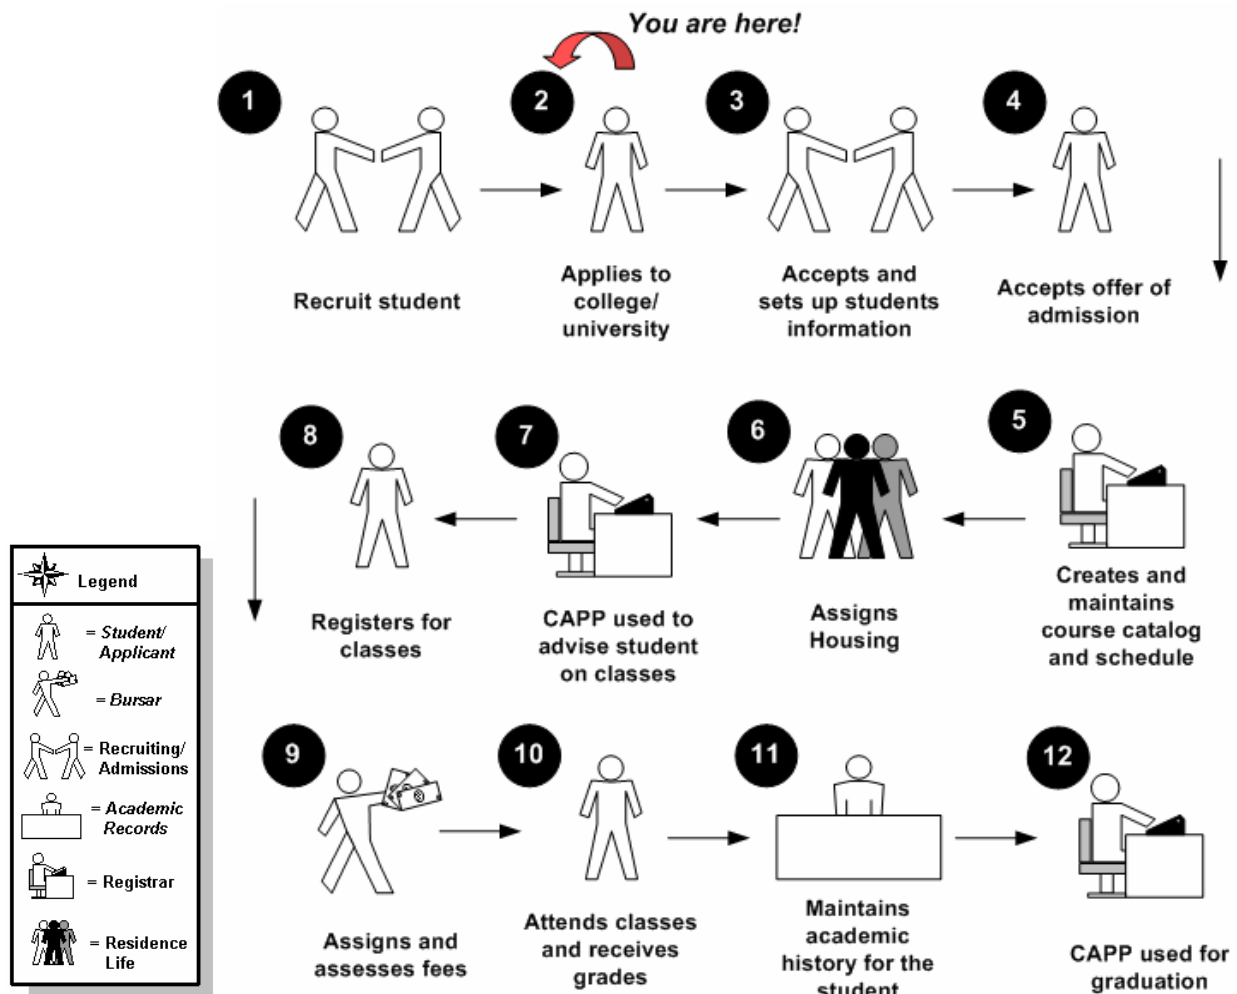 You are here!
1
2
3
4
Recruit student
Applies to
college/
university
Accepts and
sets up students
information
Accepts offer of
admission
8
7
6
5
Registers for
classes
CAPP used to
advise student
on classes
Assigns
Housing
Creates and
maintains
course catalog
and schedule
Legend
= Student/
Applicant
= Bursar
= Recruiting/
Admissions
= Academic
Records
= Registrar
= Residence
Life
9
10
11
12
Assigns and
assesses fees
Attends classes
and receives
grades
Maintains
academic
history for the
student
CAPP used for
graduation